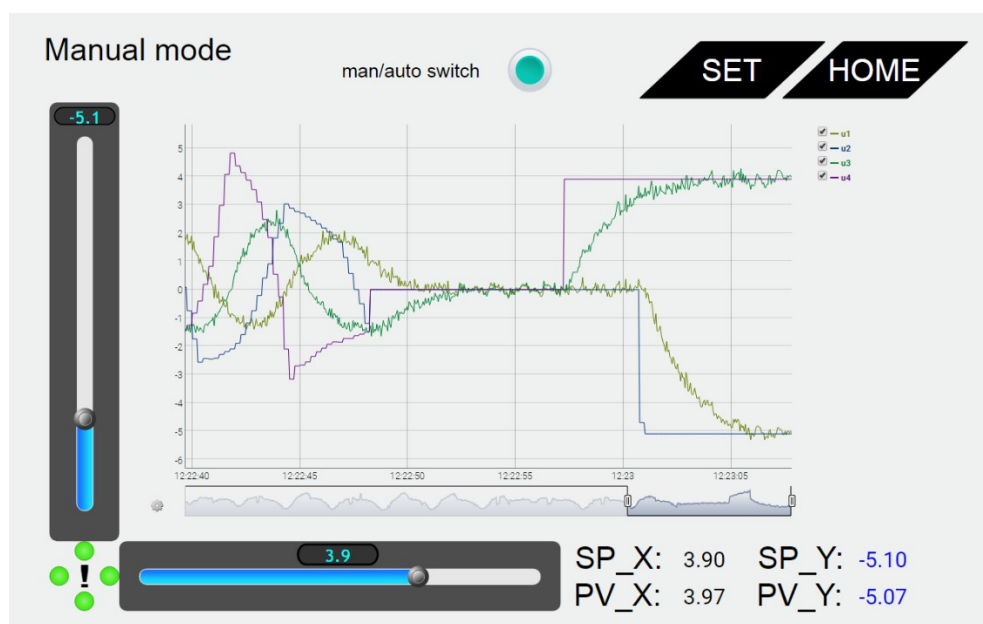 Manual mode
man/auto switch
SET
HOME
-5.1
5
4
3
2
1
0
-1
-2
-3
-4
-5
-6
12:22:40
12:22:45
12:22:50
12:22:55
12:23
12:23:05
u1
u2
u3
u4
!
3.9
SP_X: 3.90 SP_Y: -5.10
PV_X: 3.97 PV_Y: -5.07